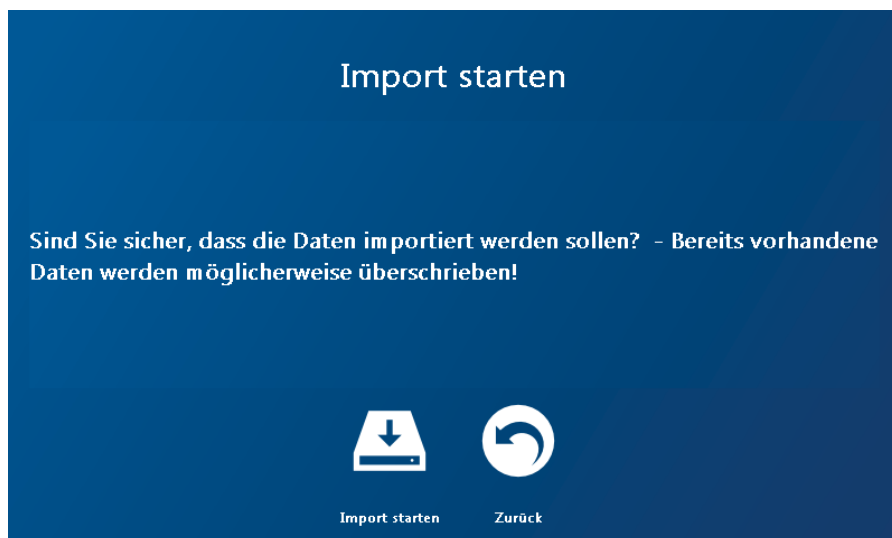 Import starten
Sind Sie sicher, dass die Daten importiert werden sollen?  - Bereits vorhandene
Daten werden möglicherweise überschrieben!
Import starten
Zurück